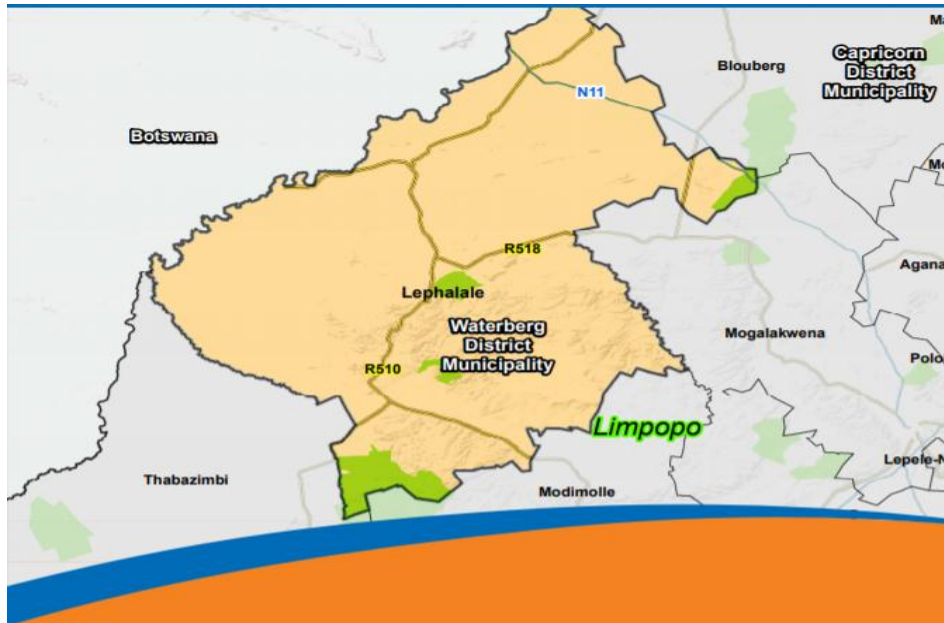 Ma
Capricorn
District
Municipality
Blouberg
N11
Botswana
Mo
R518
Agana
Lephalale
Waterberg
District
Municipality
Mogalakwena
R510
Polo
Limpopo
Lepele-N
Thabazimbi
Modimolle